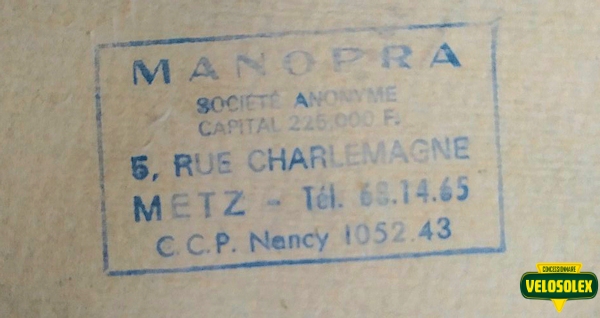 MANOPRA
SOCIÉTÉ ANONYME
CAPITAL 225.000 F.
5, RUE CHARLEMAGNE
METZ - Tél. 68.14.65
C.C.P. Nancy 1052.43
CONCESSIONNAIRE
VELOSOLEX